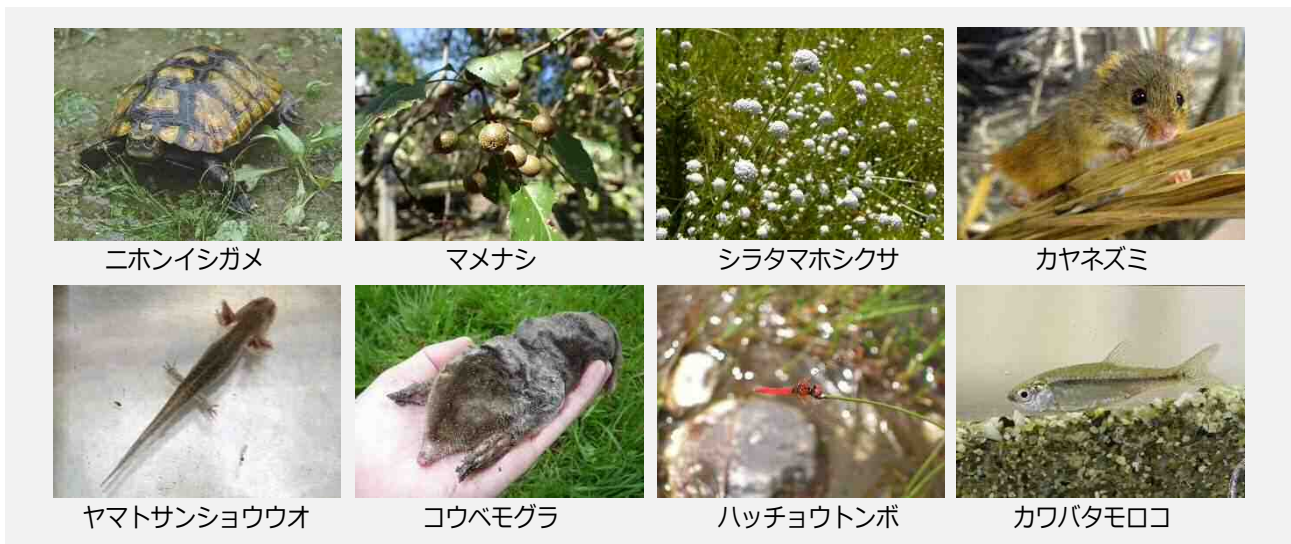 ニホンイシガメ
マメナシ
シラタマホシクサ
カヤネズミ
ヤマトサンショウウオ
コウベモグラ
ハッチョウトンボ
カワバタモロコ